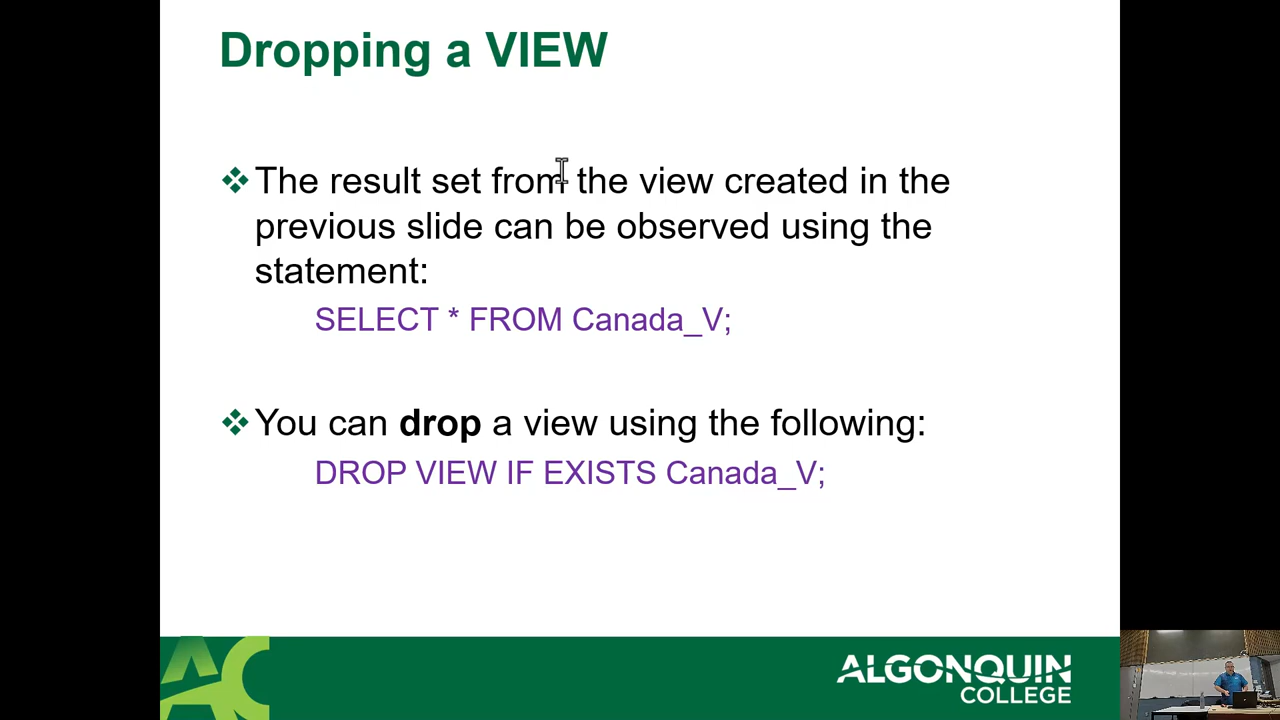 Dropping a VIEW
The result set from the view created in the
previous slide can be observed using the
statement:
SELECT * FROM Canada_V;
You can drop a view using the following:
DROP VIEW IF EXISTS Canada_V;
AC
ALGONQUIN
COLLEGE